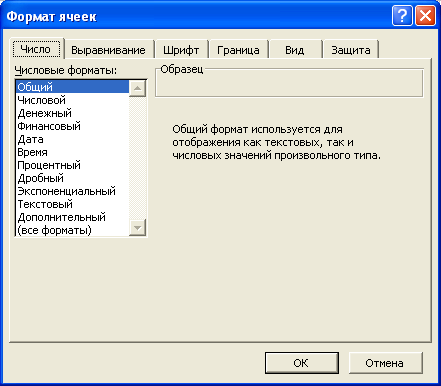 Формат ячеек
Число Выравнивание Шрифт Граница Вид Защита
Числовые форматы:
Общий
Числовой
Денежный
Финансовый
Дата
Время
Процентный
Дробный
Экспоненциальный
Текстовый
Дополнительный
(все форматы)
Образец
Общий формат используется для
отображения как текстовых, так и
числовых значений произвольного типа.
ОК Отмена